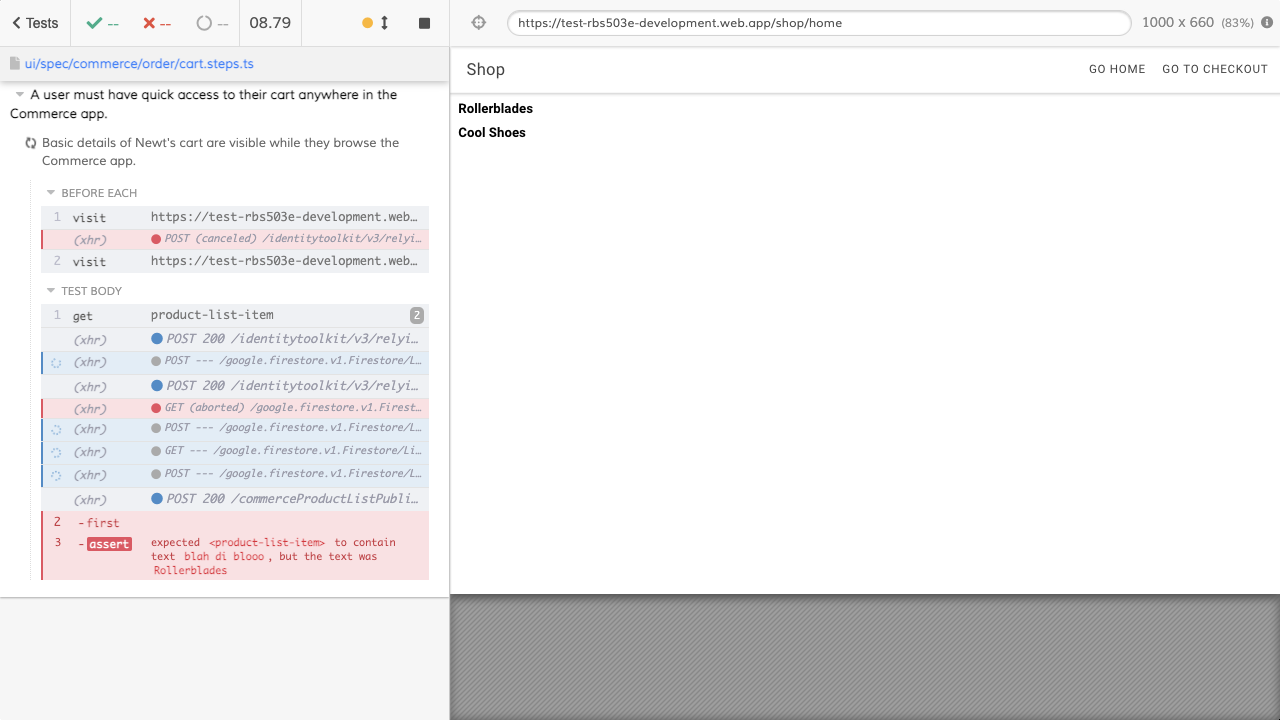 Tests
--
--
--
08.79
https://test-rbs503e-development.web.app/shop/home
1000 x 660 (83%)
ui/spec/commerce/order/cart.steps.ts
A user must have quick access to their cart anywhere in the
Commerce app.
Basic details of Newt's cart are visible while they browse the
Commerce app.
BEFORE EACH
1 visit https://test-rbs503e-development.web…
(xhr) POST (canceled) /identitytoolkit/v3/relyi…
2 visit https://test-rbs503e-development.web…
TEST BODY
1 get product-list-item 2
(xhr) POST 200 /identitytoolkit/v3/relyi…
(xhr) POST --- /google.firestore.v1.Firestore/L…
(xhr) POST 200 /identitytoolkit/v3/relyi…
(xhr) GET (aborted) /google.firestore.v1.Firest…
(xhr) POST --- /google.firestore.v1.Firestore/L…
(xhr) GET --- /google.firestore.v1.Firestore/Li…
(xhr) POST --- /google.firestore.v1.Firestore/L…
(xhr) POST 200 /commerceProductListPubli…
2 -first
3 -assert expected <product-list-item> to contain
text blah di blooo, but the text was
Rollerblades
Shop
GO HOME GO TO CHECKOUT
Rollerblades
Cool Shoes